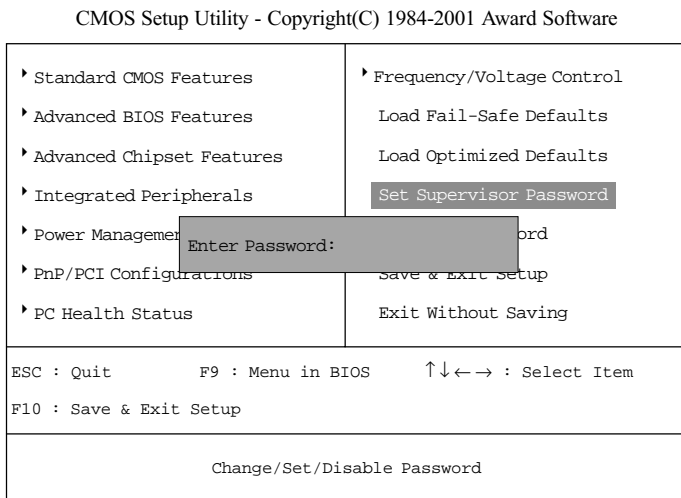 CMOS Setup Utility - Copyright(C) 1984-2001 Award Software
Standard CMOS Features
Advanced BIOS Features
Advanced Chipset Features
Integrated Peripherals
Power
PnP/PCI Configurations
PC Health Status
Frequency/Voltage Control
Load Fail-Safe Defaults
Load Optimized Defaults
Set Supervisor Password
Save & Exit Setup
Exit Without Saving
Enter Password:
ESC : Quit F9 : Menu in BIOS ↑↓←→ : Select Item
F10 : Save & Exit Setup
Change/Set/Disable Password